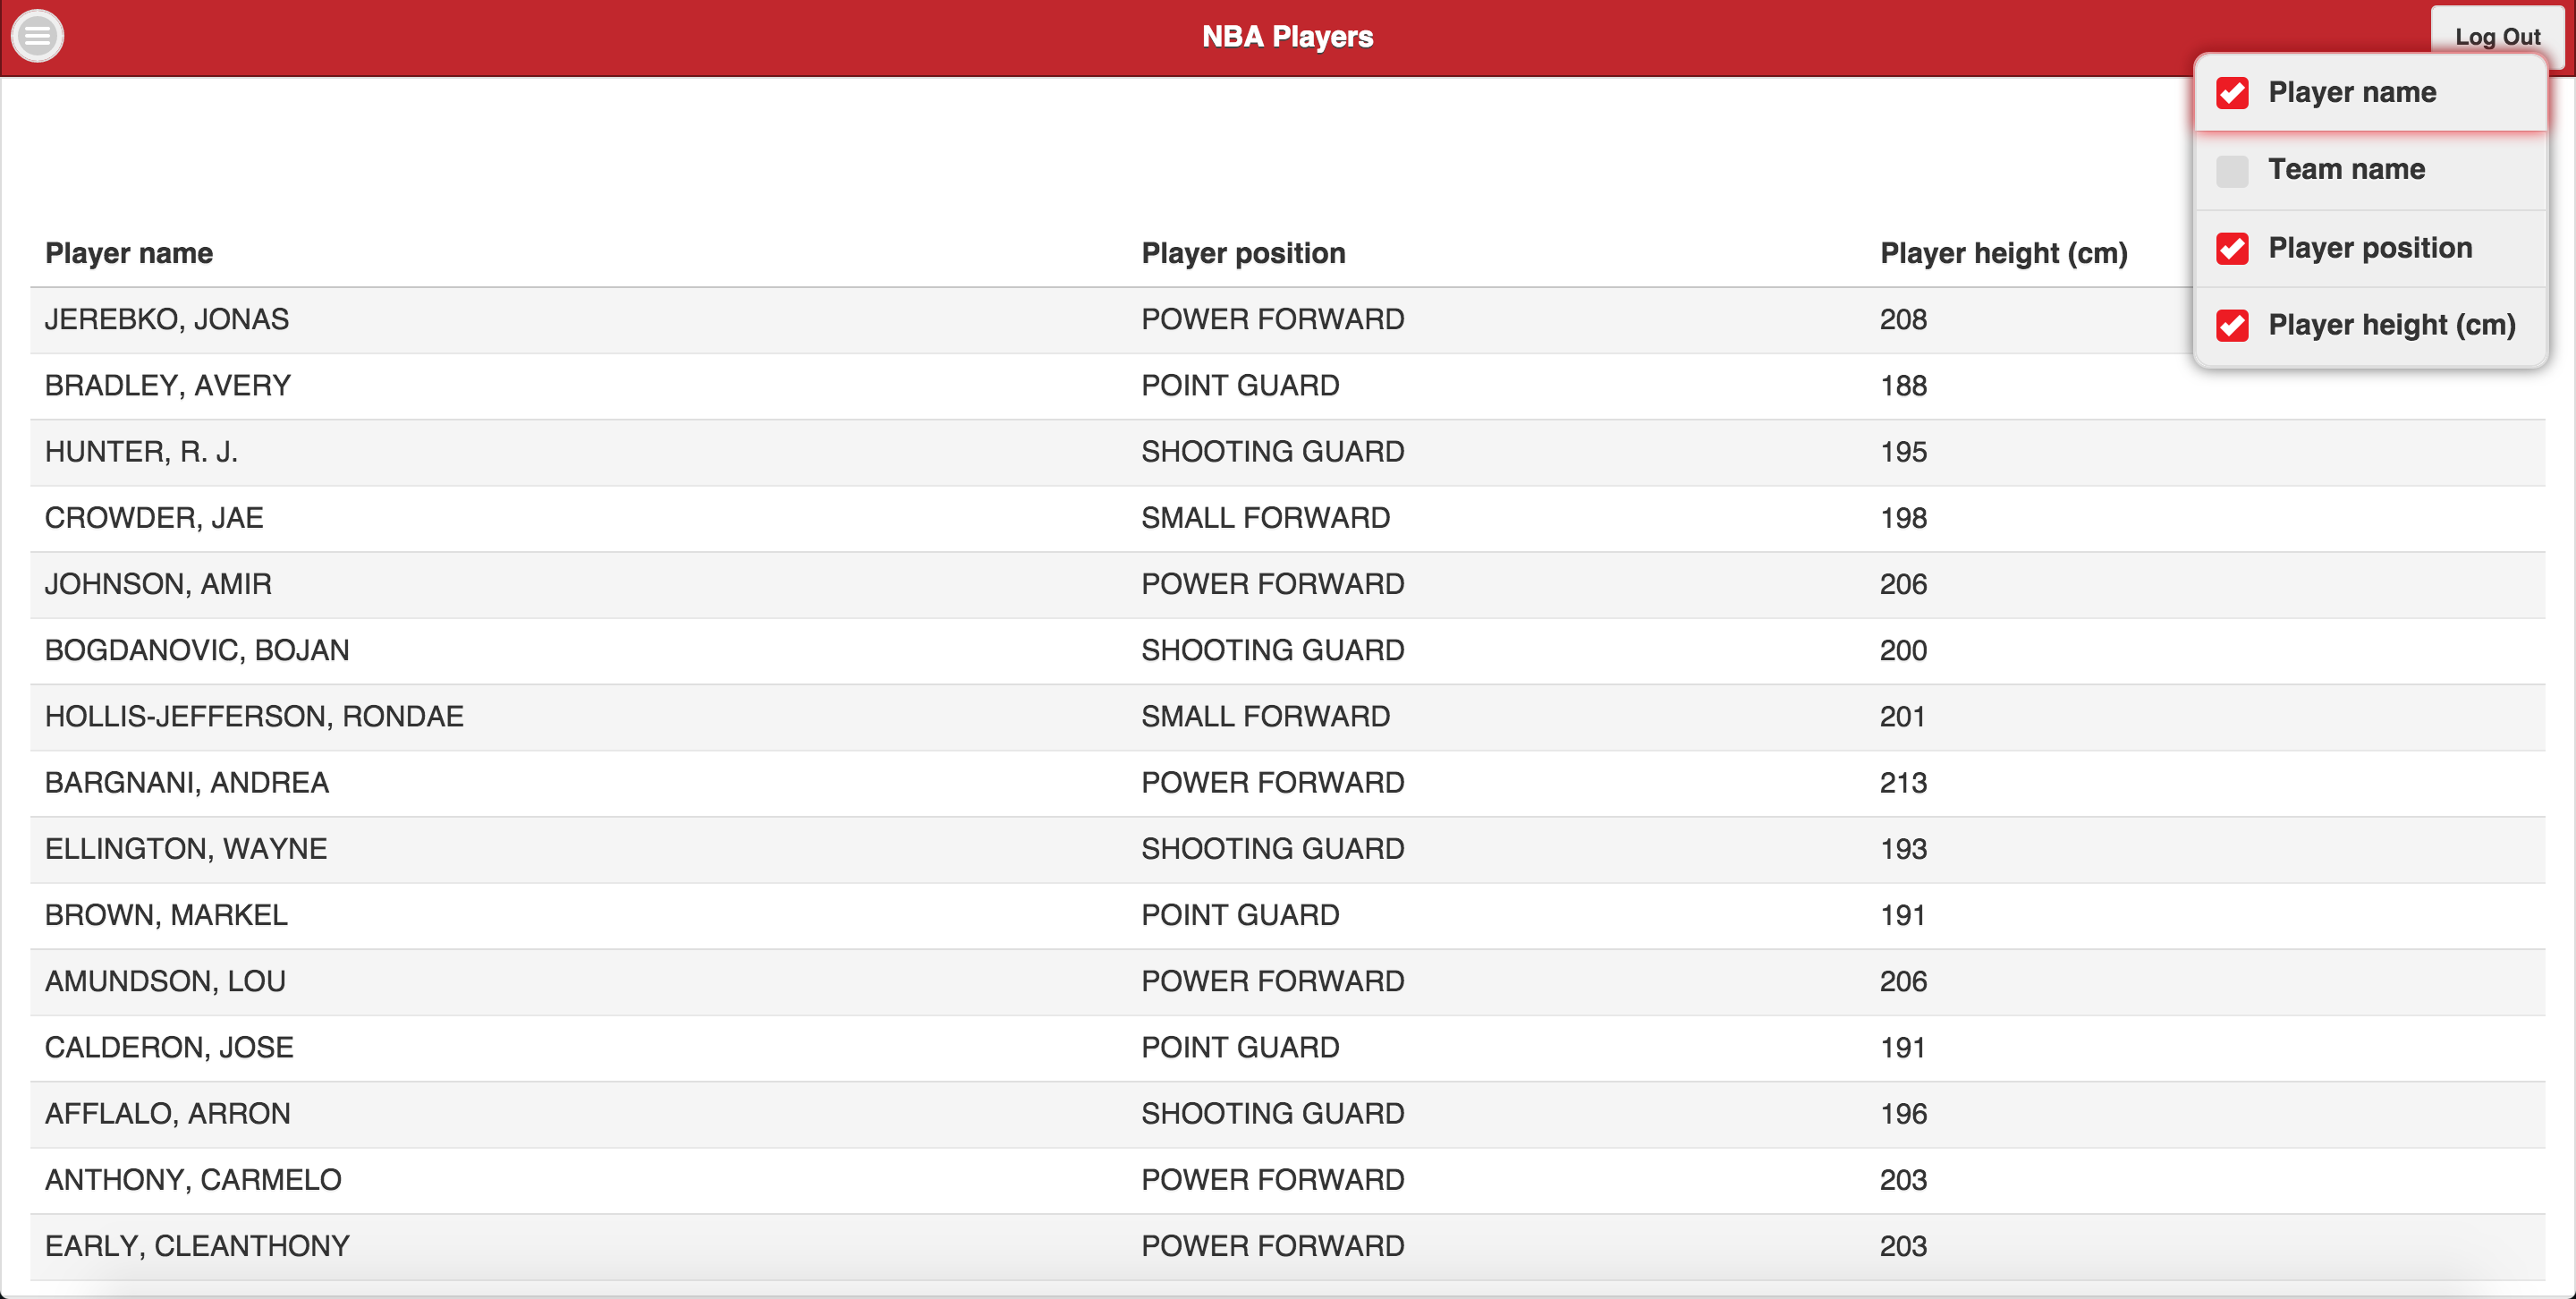 NBA Players
Log Out
Player name
Team name
Player position
Player height (cm)
Player name Player position Player height (cm)
JEREBKO, JONAS POWER FORWARD 208
BRADLEY, AVERY POINT GUARD 188
HUNTER, R. J. SHOOTING GUARD 195
CROWDER, JAE SMALL FORWARD 198
JOHNSON, AMIR POWER FORWARD 206
BOGDANOVIC, BOJAN SHOOTING GUARD 200
HOLLIS-JEFFERSON, RONDAE SMALL FORWARD 201
BARGNANI, ANDREA POWER FORWARD 213
ELLINGTON, WAYNE SHOOTING GUARD 193
BROWN, MARKEL POINT GUARD 191
AMUNDSON, LOU POWER FORWARD 206
CALDERON, JOSE POINT GUARD 191
AFFLALO, ARRON SHOOTING GUARD 196
ANTHONY, CARMELO POWER FORWARD 203
EARLY, CLEANTHONY POWER FORWARD 203